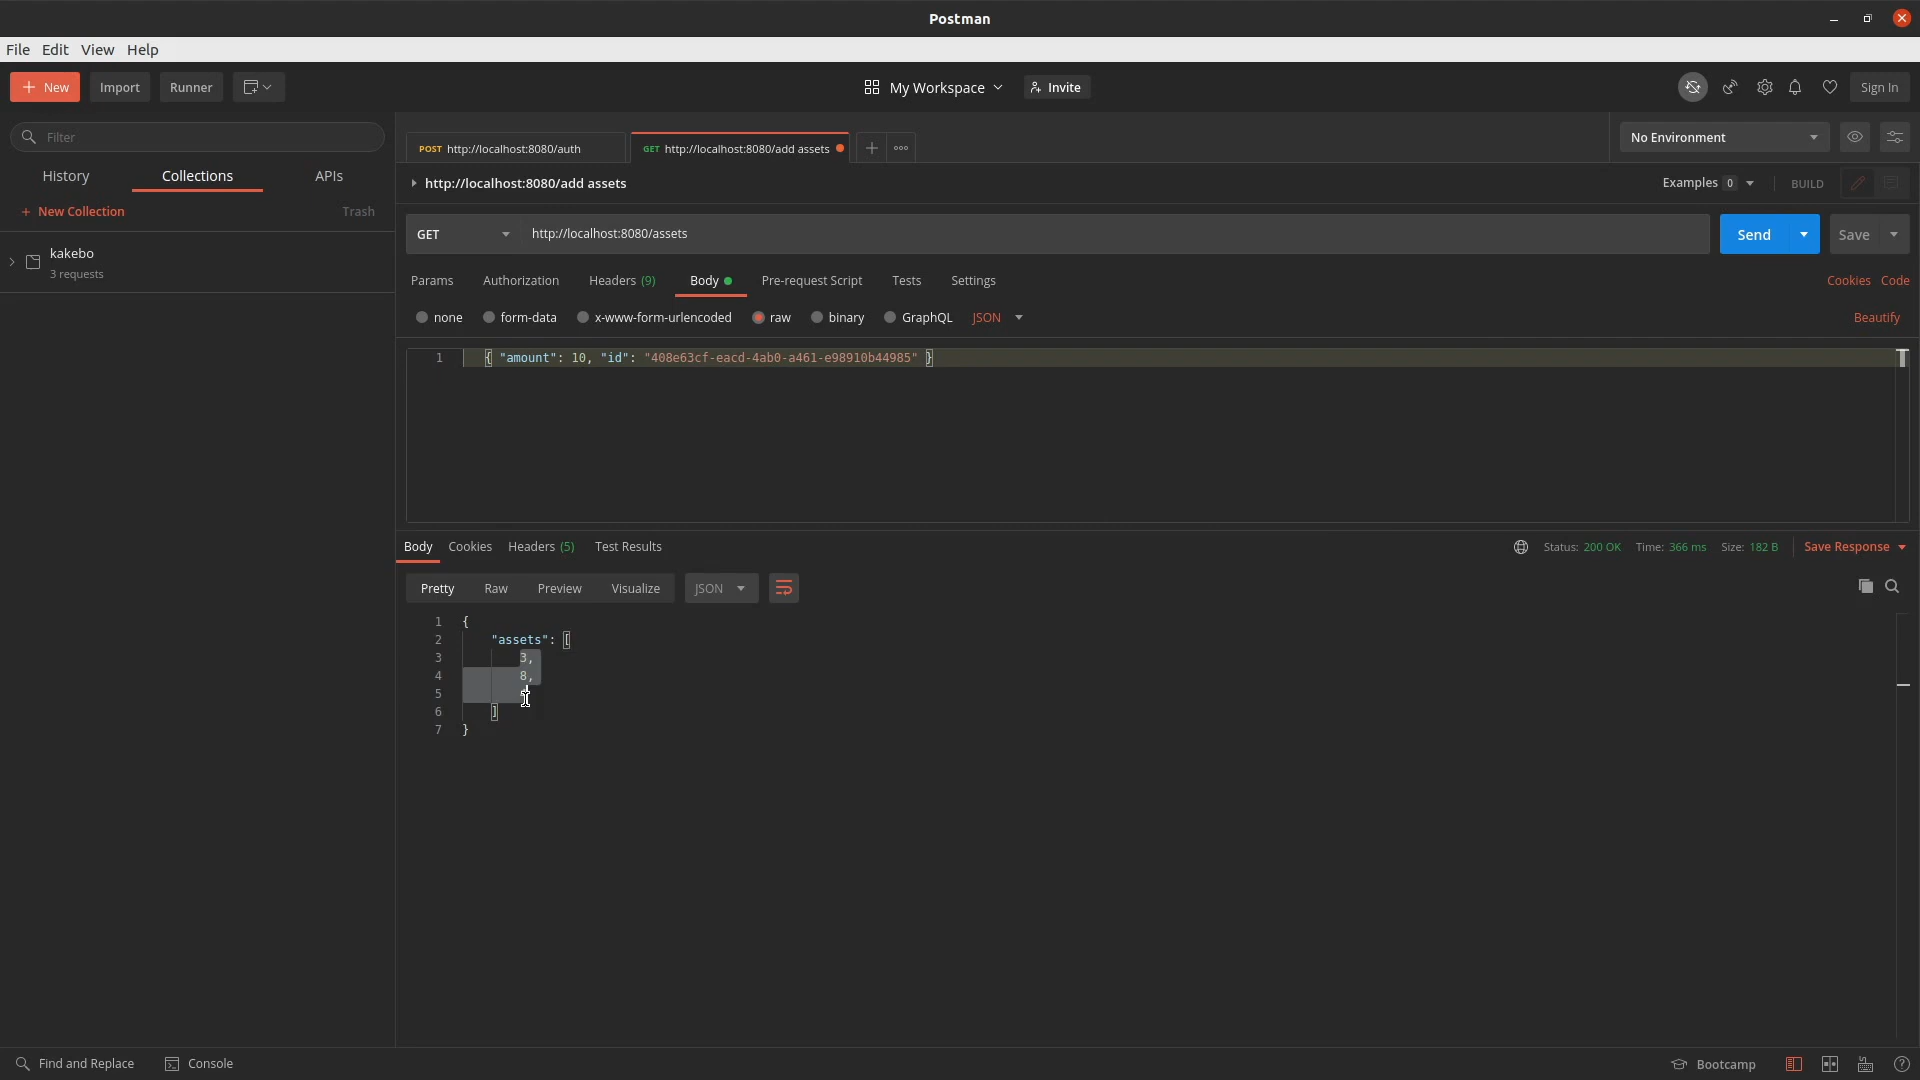 Postman
File Edit View Help
New Import Runner My Workspace Invite Sign In
Filter
History Collections APIs
New Collection Trash
kakebo
3 requests
POST http://localhost:8080/auth GET http://localhost:8080/add assets No Environment
http://localhost:8080/add assets Examples 0 BUILD
GET http://localhost:8080/assets Send Save
Params Authorization Headers (9) Body Pre-request Script Tests Settings Cookies Code
none form-data x-www-form-urlencoded raw binary GraphQL JSON Beautify
1 { "amount": 10, "id": "408e63cf-eacd-4ab0-a461-e98910b44985" }
Body Cookies Headers (5) Test Results Status: 200 OK Time: 366 ms Size: 182 B Save Response
Pretty Raw Preview Visualize JSON
1 {
2 "assets": [
3 3,
4 8,
5
6 ]
7 }
Find and Replace Console Bootcamp